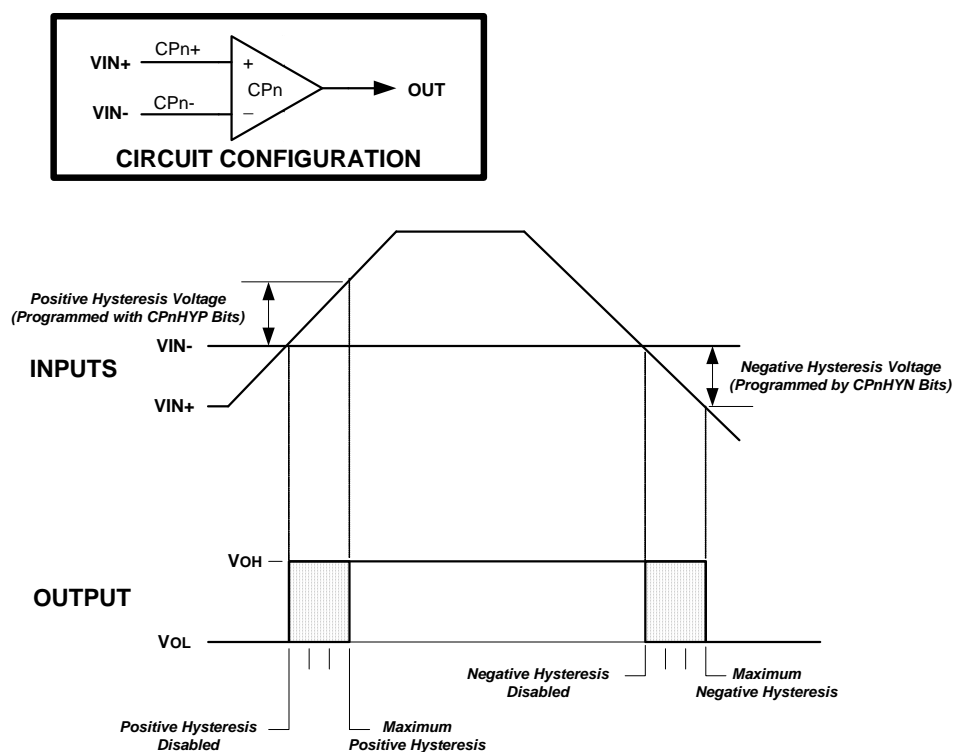 VIN+
CPn+
+
CPn
OUT
VIN-
CPn-
−
CIRCUIT CONFIGURATION
Positive Hysteresis Voltage
(Programmed with CPnHYP Bits)
VIN-
INPUTS
Negative Hysteresis Voltage
(Programmed by CPnHYN Bits)
VIN+
VOH
OUTPUT
VOL
Negative Hysteresis
Disabled
Maximum
Negative Hysteresis
Positive Hysteresis
Disabled
Maximum
Positive Hysteresis